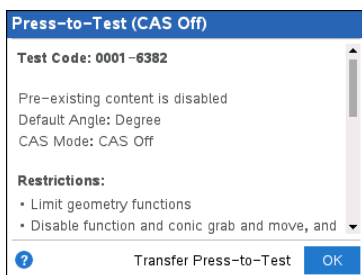 Press-to-Test (CAS Off)
Test Code: 0001-6382
Pre-existing content is disabled
Default Angle: Degree
CAS Mode: CAS Off
Restrictions:
• Limit geometry functions
• Disable function and conic grab and move, and
? Transfer Press-to-Test OK